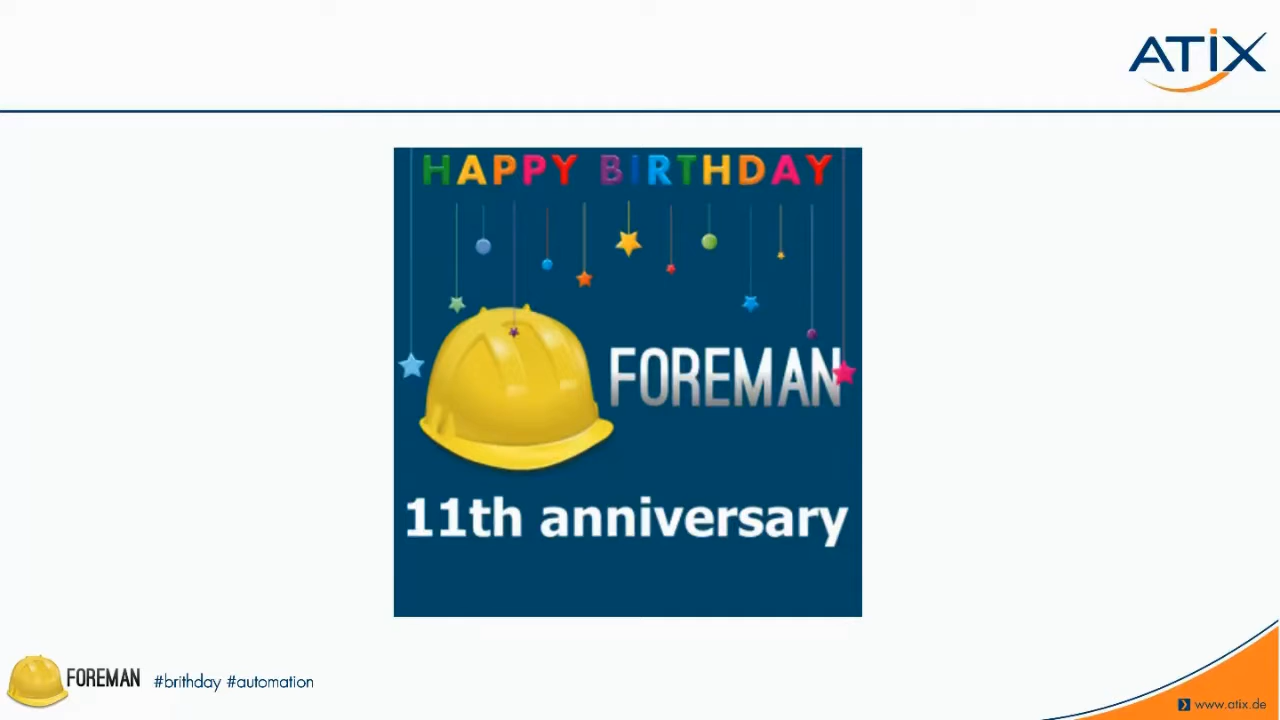 ATIX
HAPPY BIRTHDAY
FOREMAN
11th anniversary
FOREMAN #brithday #automation
www.atix.de